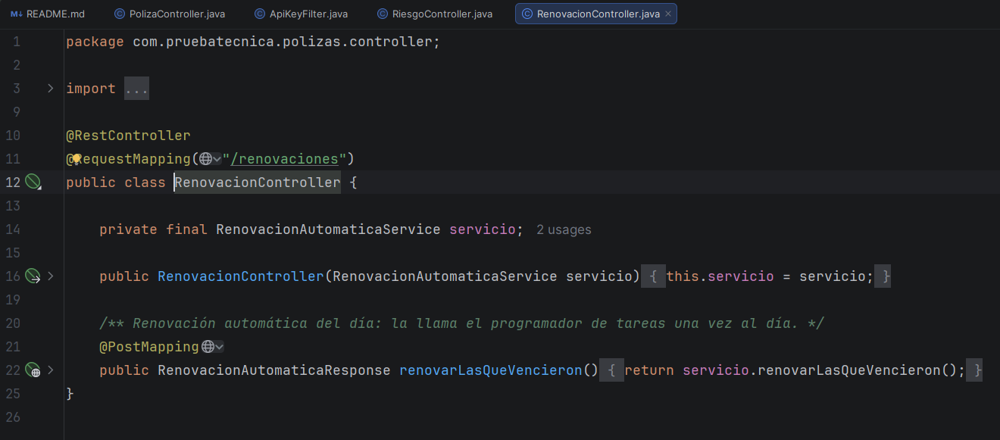 README.md PolizaController.java ApiKeyFilter.java RiesgoController.java RenovacionController.java
1 package com.pruebatecnica.polizas.controller;
2
3 import ...
9
10 @RestController
11 @RequestMapping("/renovaciones")
12 public class RenovacionController {
13
14 private final RenovacionAutomaticaService servicio; 2 usages
15
16 public RenovacionController(RenovacionAutomaticaService servicio) { this.servicio = servicio; }
19
20 /** Renovación automática del día: la llama el programador de tareas una vez al día. */
21 @PostMapping
22 public RenovacionAutomaticaResponse renovarLasQueVencieron() { return servicio.renovarLasQueVencieron(); }
25 }
26